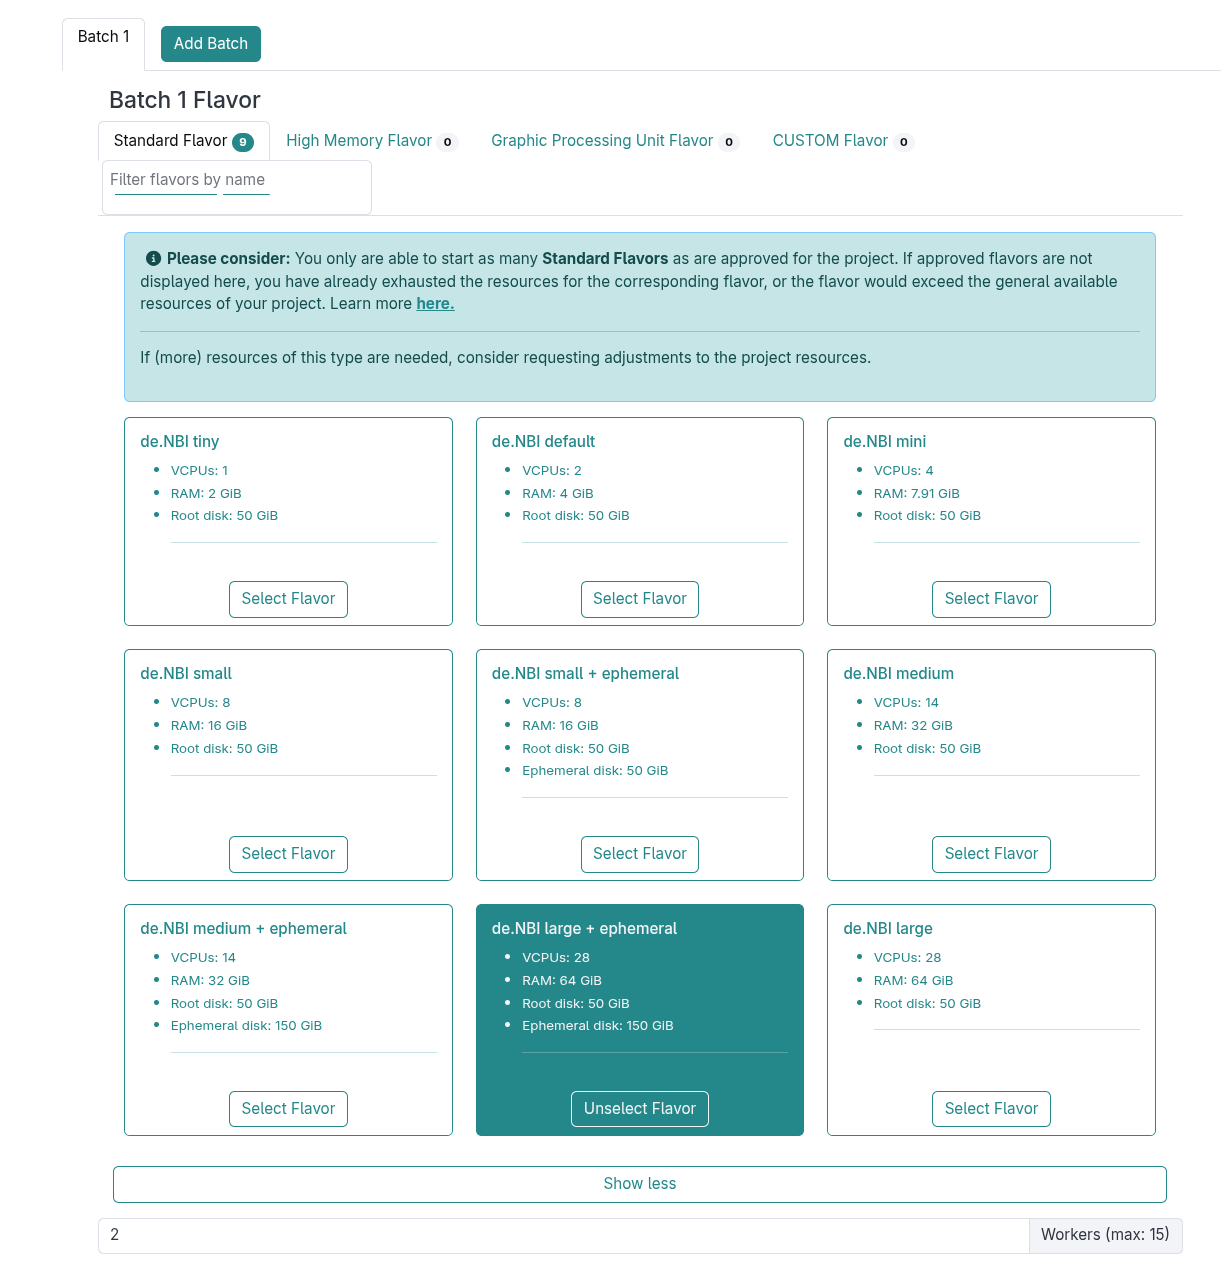 Batch 1
Add Batch
Batch 1 Flavor
Standard Flavor 9
High Memory Flavor 0
Graphic Processing Unit Flavor 0
CUSTOM Flavor 0
Filter flavors by name
Please consider: You only are able to start as many Standard Flavors as are approved for the project. If approved flavors are not
displayed here, you have already exhausted the resources for the corresponding flavor, or the flavor would exceed the general available
resources of your project. Learn more here.
If (more) resources of this type are needed, consider requesting adjustments to the project resources.
de.NBI tiny
VCPUs: 1
RAM: 2 GiB
Root disk: 50 GiB
Select Flavor
de.NBI default
VCPUs: 2
RAM: 4 GiB
Root disk: 50 GiB
Select Flavor
de.NBI mini
VCPUs: 4
RAM: 7.91 GiB
Root disk: 50 GiB
Select Flavor
de.NBI small
VCPUs: 8
RAM: 16 GiB
Root disk: 50 GiB
Select Flavor
de.NBI small + ephemeral
VCPUs: 8
RAM: 16 GiB
Root disk: 50 GiB
Ephemeral disk: 50 GiB
Select Flavor
de.NBI medium
VCPUs: 14
RAM: 32 GiB
Root disk: 50 GiB
Select Flavor
de.NBI medium + ephemeral
VCPUs: 14
RAM: 32 GiB
Root disk: 50 GiB
Ephemeral disk: 150 GiB
Select Flavor
de.NBI large + ephemeral
VCPUs: 28
RAM: 64 GiB
Root disk: 50 GiB
Ephemeral disk: 150 GiB
Unselect Flavor
de.NBI large
VCPUs: 28
RAM: 64 GiB
Root disk: 50 GiB
Select Flavor
Show less
2
Workers (max: 15)